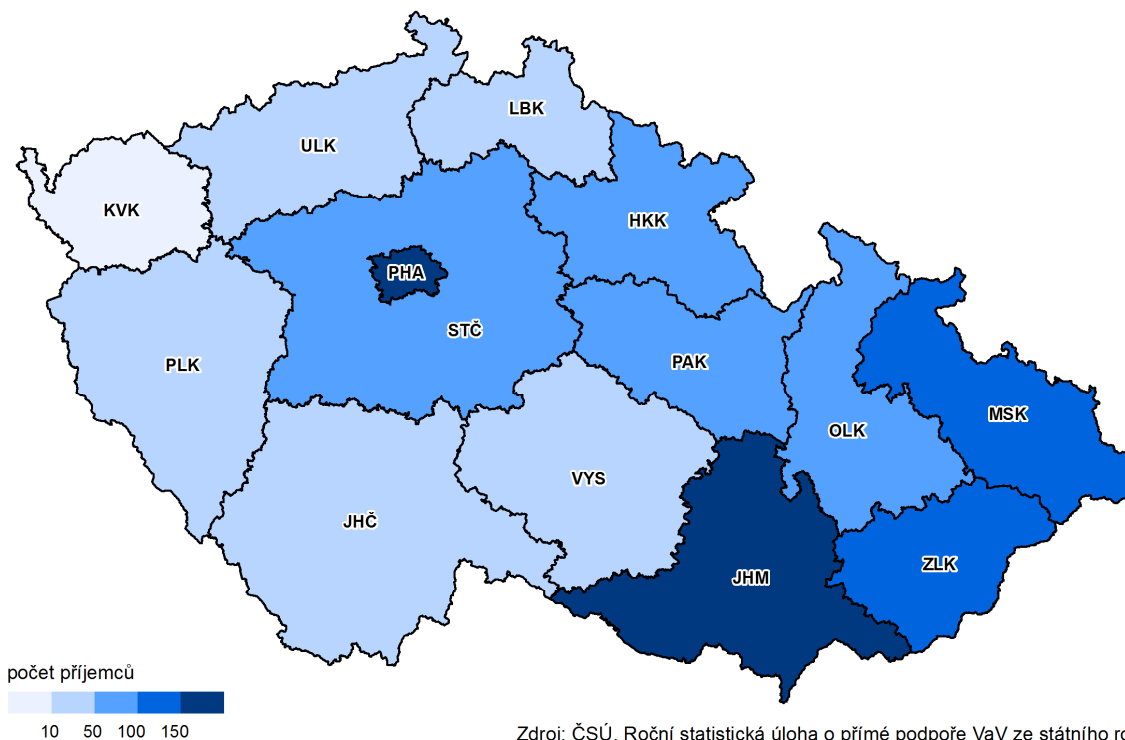 LBK
ULK
KVK
HKK
PHA
STČ
PLK
PAK
MSK
OLK
VYS
JHČ
ZLK
JHM
počet příjemců
10 50 100 150
Zdroj: ČSÚ, Roční statistická úloha o přímé podpoře VaV ze státního